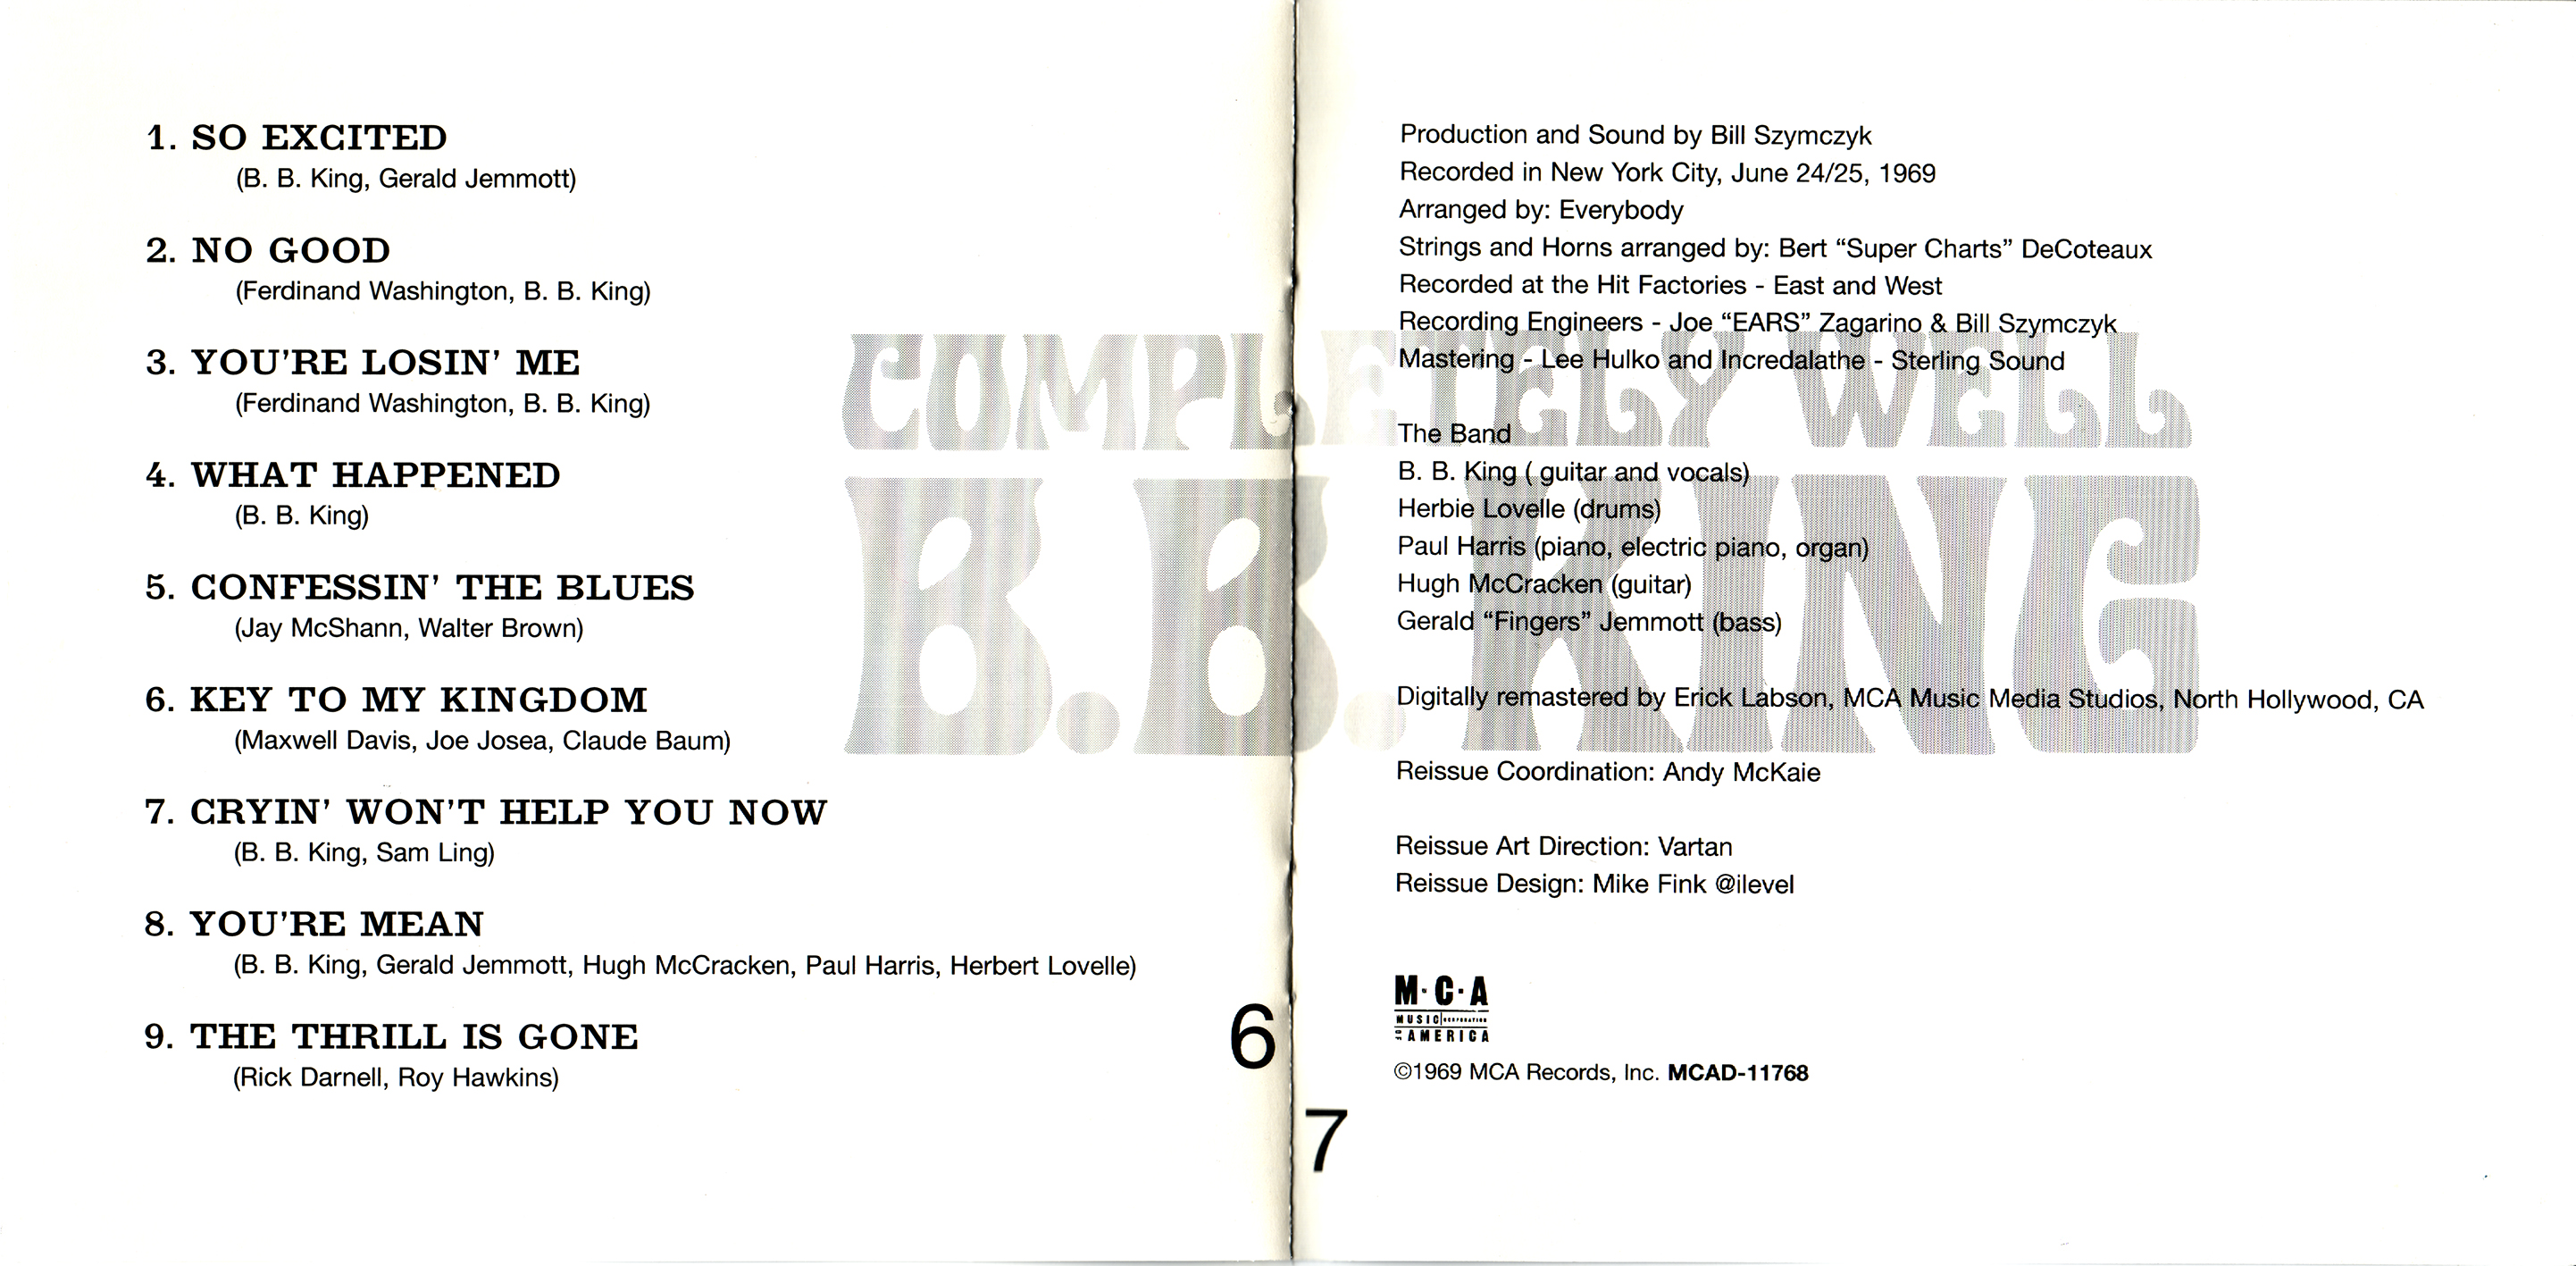 1. SO EXCITED
(B. B. King, Gerald Jemmott)
2. NO GOOD
(Ferdinand Washington, B. B. King)
3. YOU'RE LOSIN' ME
(Ferdinand Washington, B. B. King)
4. WHAT HAPPENED
(B. B. King)
5. CONFESSIN' THE BLUES
(Jay McShann, Walter Brown)
6. KEY TO MY KINGDOM
(Maxwell Davis, Joe Josea, Claude Baum)
7. CRYIN' WON'T HELP YOU NOW
(B. B. King, Sam Ling)
8. YOU'RE MEAN
(B. B. King, Gerald Jemmott, Hugh McCracken, Paul Harris, Herbert Lovelle)
9. THE THRILL IS GONE
(Rick Darnell, Roy Hawkins)
6
COMPLETELY WELL
B.B. KING
Production and Sound by Bill Szymczyk
Recorded in New York City, June 24/25, 1969
Arranged by: Everybody
Strings and Horns arranged by: Bert “Super Charts” DeCoteaux
Recorded at the Hit Factories - East and West
Recording Engineers - Joe “EARS” Zagarino & Bill Szymczyk
Mastering - Lee Hulko and Incredalathe - Sterling Sound
The Band
B. B. King ( guitar and vocals)
Herbie Lovelle (drums)
Paul Harris (piano, electric piano, organ)
Hugh McCracken (guitar)
Gerald “Fingers” Jemmott (bass)
Digitally remastered by Erick Labson, MCA Music Media Studios, North Hollywood, CA
Reissue Coordination: Andy McKaie
Reissue Art Direction: Vartan
Reissue Design: Mike Fink @ilevel
M·C·A
MUSIC CORPORATION
OF AMERICA
©1969 MCA Records, Inc. MCAD-11768
7